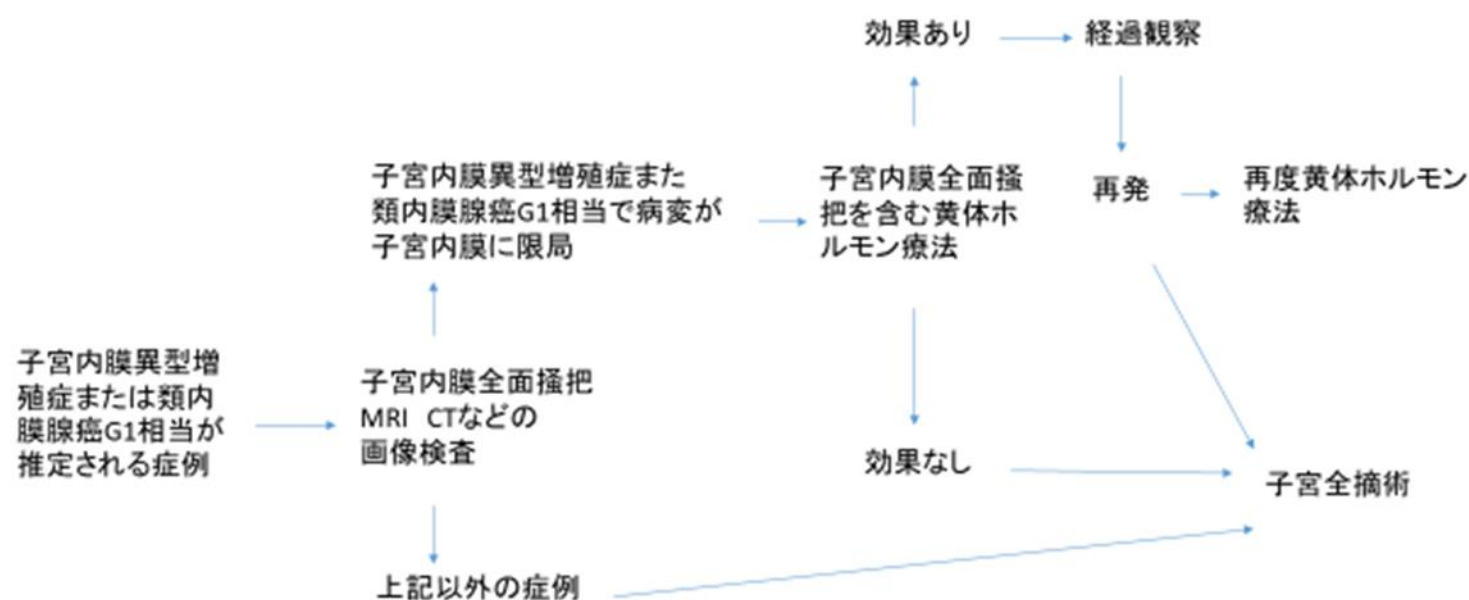 子宮内膜異型増
殖症または類内
膜腺癌G1相当が
推定される症例
子宮内膜全面掻把
MRI　CTなどの
画像検査
子宮内膜異型増殖症また
類内膜腺癌G1相当で病変が
子宮内膜に限局
上記以外の症例
子宮内膜全面掻
把を含む黄体ホ
ルモン療法
効果あり
経過観察
再発
再度黄体ホルモン
療法
効果なし
子宮全摘術